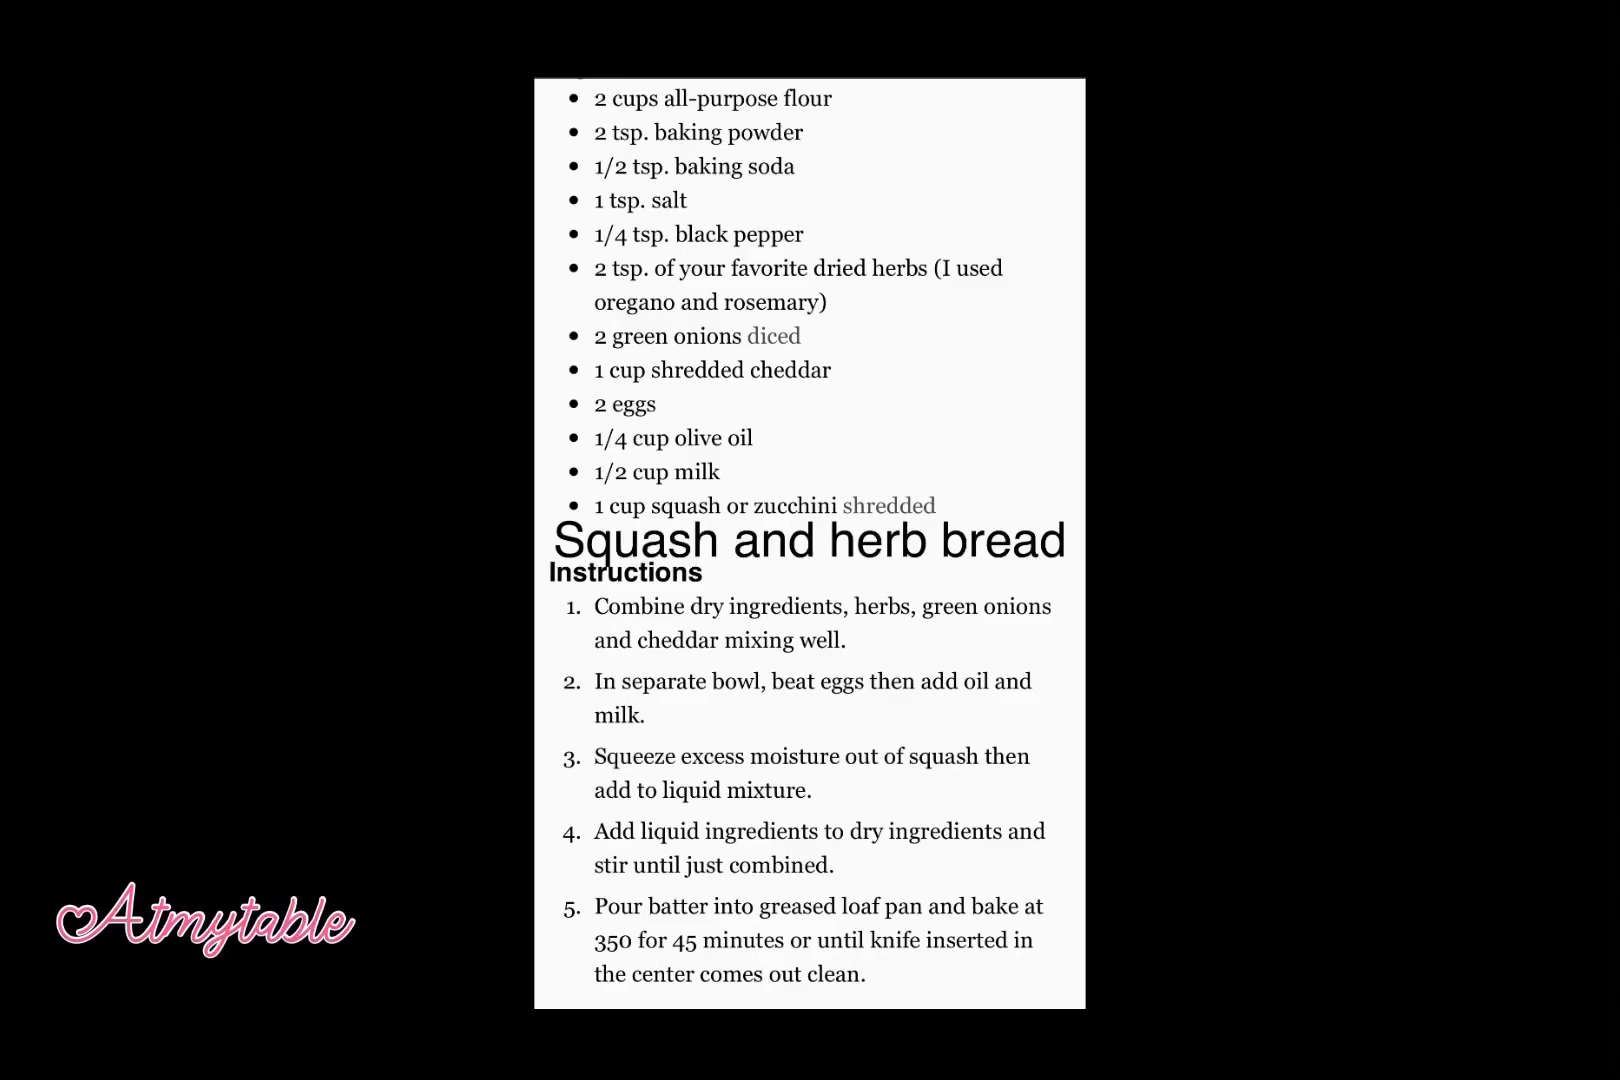 2 cups all-purpose flour
2 tsp. baking powder
1/2 tsp. baking soda
1 tsp. salt
1/4 tsp. black pepper
2 tsp. of your favorite dried herbs (I used
oregano and rosemary)
2 green onions diced
1 cup shredded cheddar
2 eggs
1/4 cup olive oil
1/2 cup milk
1 cup squash or zucchini shredded
Squash and herb bread
Instructions
1. Combine dry ingredients, herbs, green onions
and cheddar mixing well.
2. In separate bowl, beat eggs then add oil and
milk.
3. Squeeze excess moisture out of squash then
add to liquid mixture.
4. Add liquid ingredients to dry ingredients and
stir until just combined.
5. Pour batter into greased loaf pan and bake at
350 for 45 minutes or until knife inserted in
the center comes out clean.
Atmytable